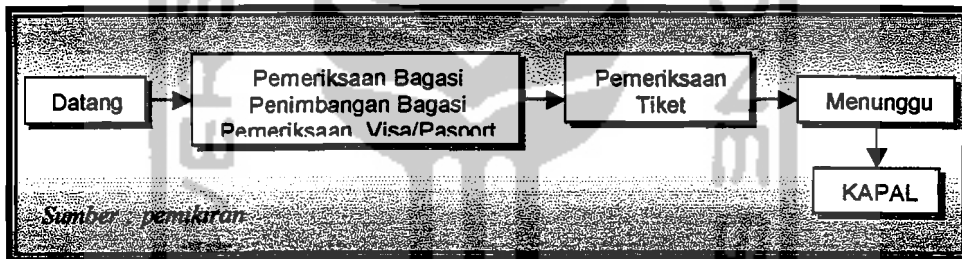 Datang
Pemeriksaan Bagasi
Penimbangan Bagasi
Pemeriksaan Visa/Pasport
Pemeriksaan
Tiket
Menunggu
KAPAL
Sumber : pemikiran